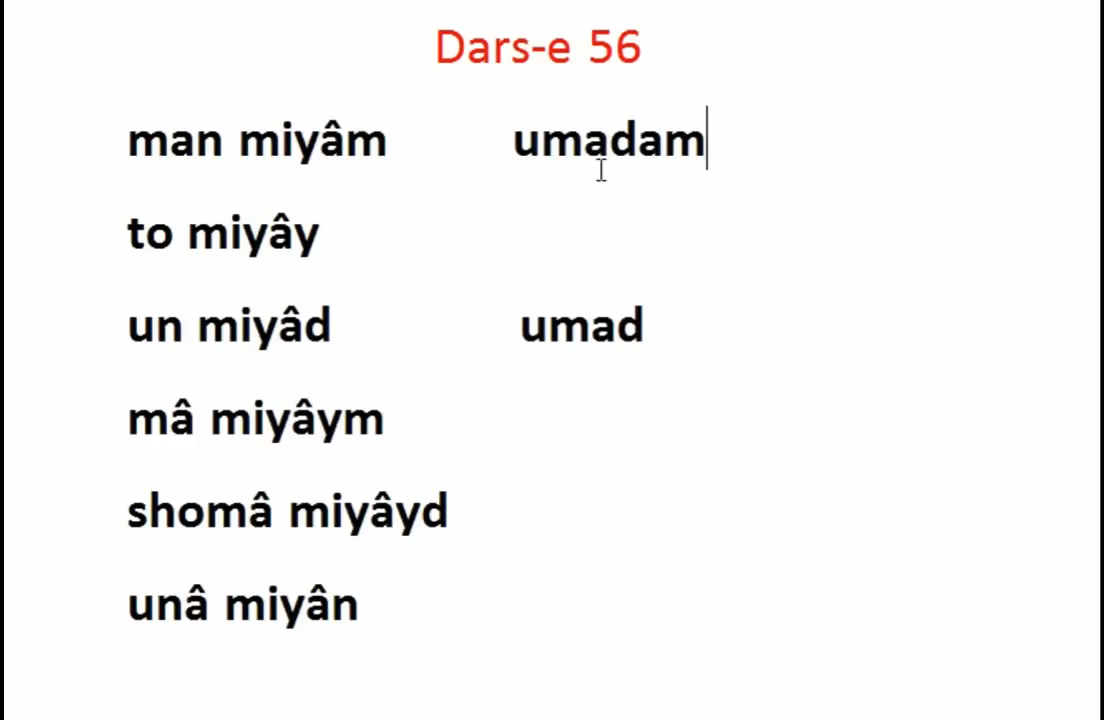 Dars-e 56
man miyâm umadam
to miyây
un miyâd umad
mâ miyâym
shomâ miyâyd
unâ miyân